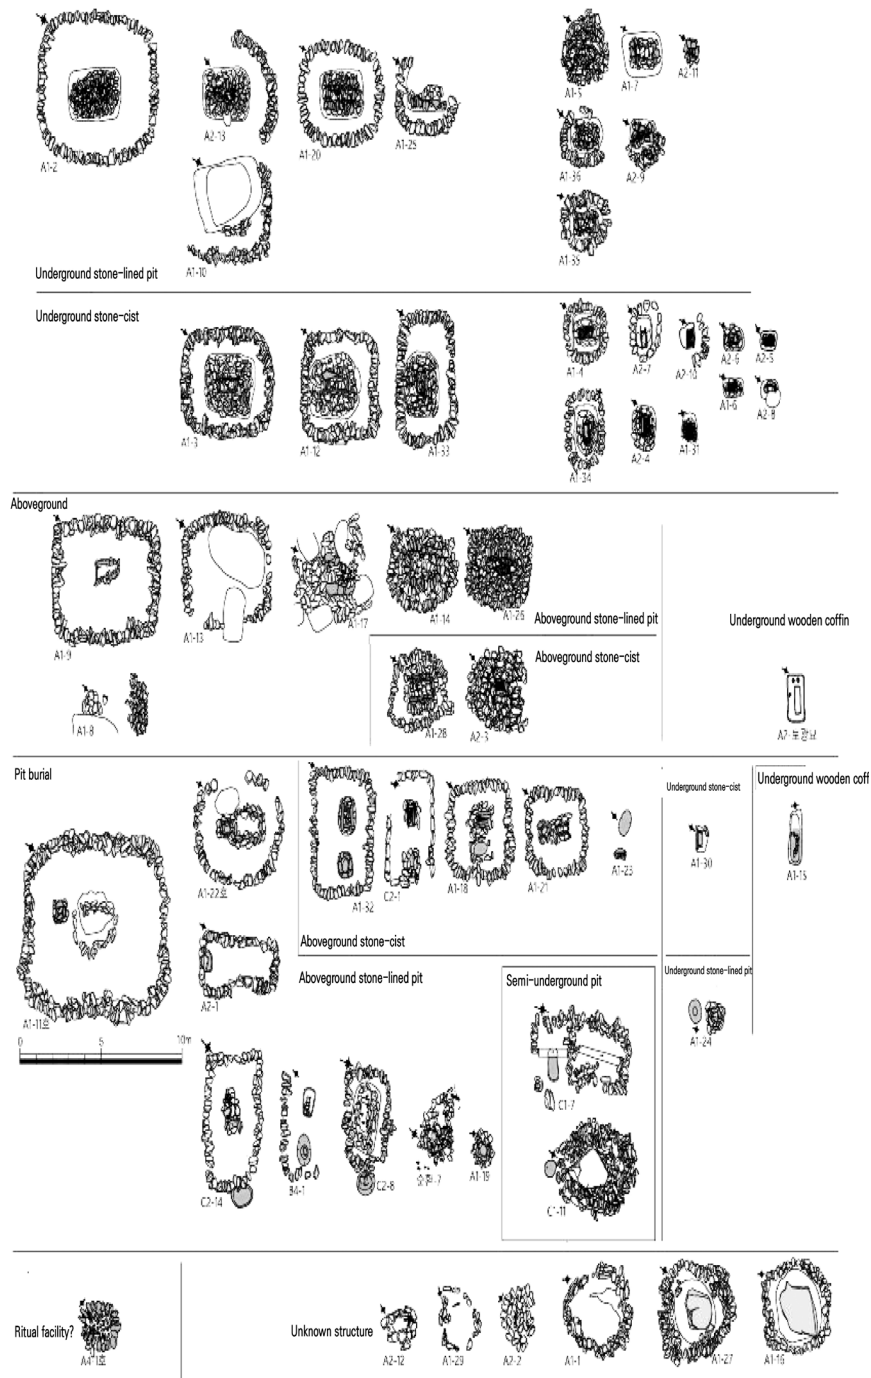 A1-2
A2-13
A1-20
A1-25
A1-5
A1-7
A2-11
A1-36
A2-9
A1-10
A1-35
Underground stone-lined pit
Underground stone-cist
A1-3
A1-12
A1-33
A1-4
A2-7
A2-10
A2-6
A2-5
A1-6
A2-8
A1-34
A2-4
A1-31
Aboveground
A1-9
A1-13
A1-17
A1-14
A1-26
Aboveground stone-lined pit
Underground wooden coffin
Aboveground stone-cist
A1-8
A1-28
A2-3
A2-토광묘
Pit burial
A1-22호
A1-32
C2-1
A1-18
A1-21
A1-23
Underground stone-cist
A1-30
Underground wooden coff
A1-15
Aboveground stone-cist
A2-1
Aboveground stone-lined pit
Semi-underground pit
Underground stone-lined pit
A1-24
A1-11호
0 5 10m
C2-14
B4-1
C2-8
A1-19
C1-7
C1-11
Ritual facility?
Unknown structure
A2-12
A1-29
A2-2
A1-1
A1-27
A1-16